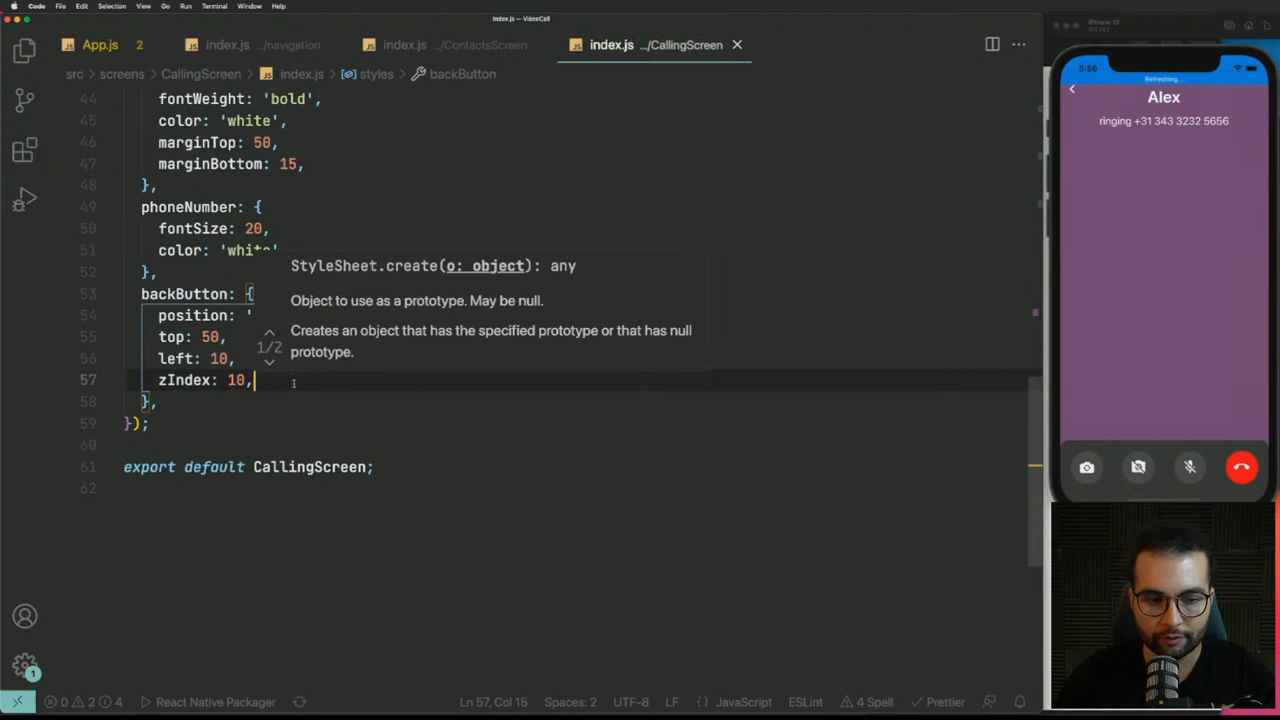 Code File Edit Selection View Go Run Terminal Window Help
index.js — VideoCall
App.js 2
index.js .../navigation
index.js .../ContactsScreen
index.js .../CallingScreen
src screens CallingScreen index.js styles backButton
44 fontWeight: 'bold',
45 color: 'white',
46 marginTop: 50,
47 marginBottom: 15,
48 },
49 phoneNumber: {
50 fontSize: 20,
51 color: 'white'
52 },
53 backButton: {
54 position: '
55 top: 50,
56 left: 10,
57 zIndex: 10,
58 },
59 });
60
61 export default CallingScreen;
62
StyleSheet.create(o: object): any
Object to use as a prototype. May be null.
1/2
Creates an object that has the specified prototype or that has null
prototype.
1
0 2 4 React Native Packager Ln 57, Col 15 Spaces: 2 UTF-8 LF {} JavaScript ESLint 4 Spell Prettier
iPhone 13
5:56
Refreshing...
Alex
ringing +31 343 3232 5656